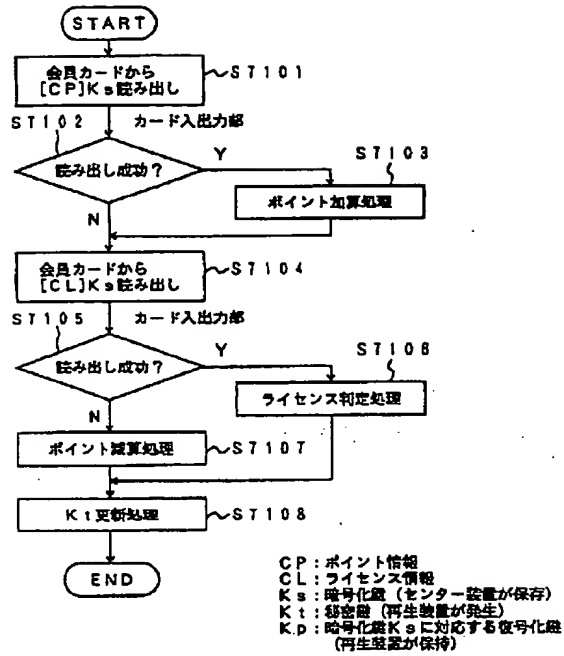 START
会員カードから
[CP]Ks読み出し
S7101
S7102
カード入出力部
読み出し成功？
Y
S7103
ポイント加算処理
N
会員カードから
[CL]Ks読み出し
S7104
S7105
カード入出力部
読み出し成功？
Y
S7106
ライセンス判定処理
N
ポイント減算処理
S7107
Kt更新処理
S7108
END
CP：ポイント情報
CL：ライセンス情報
Ks：暗号化鍵（センター装置が保存）
Kt：秘密鍵（再生装置が発生）
Kp：暗号化鍵Ksに対応する復号化鍵
（再生装置が保持）